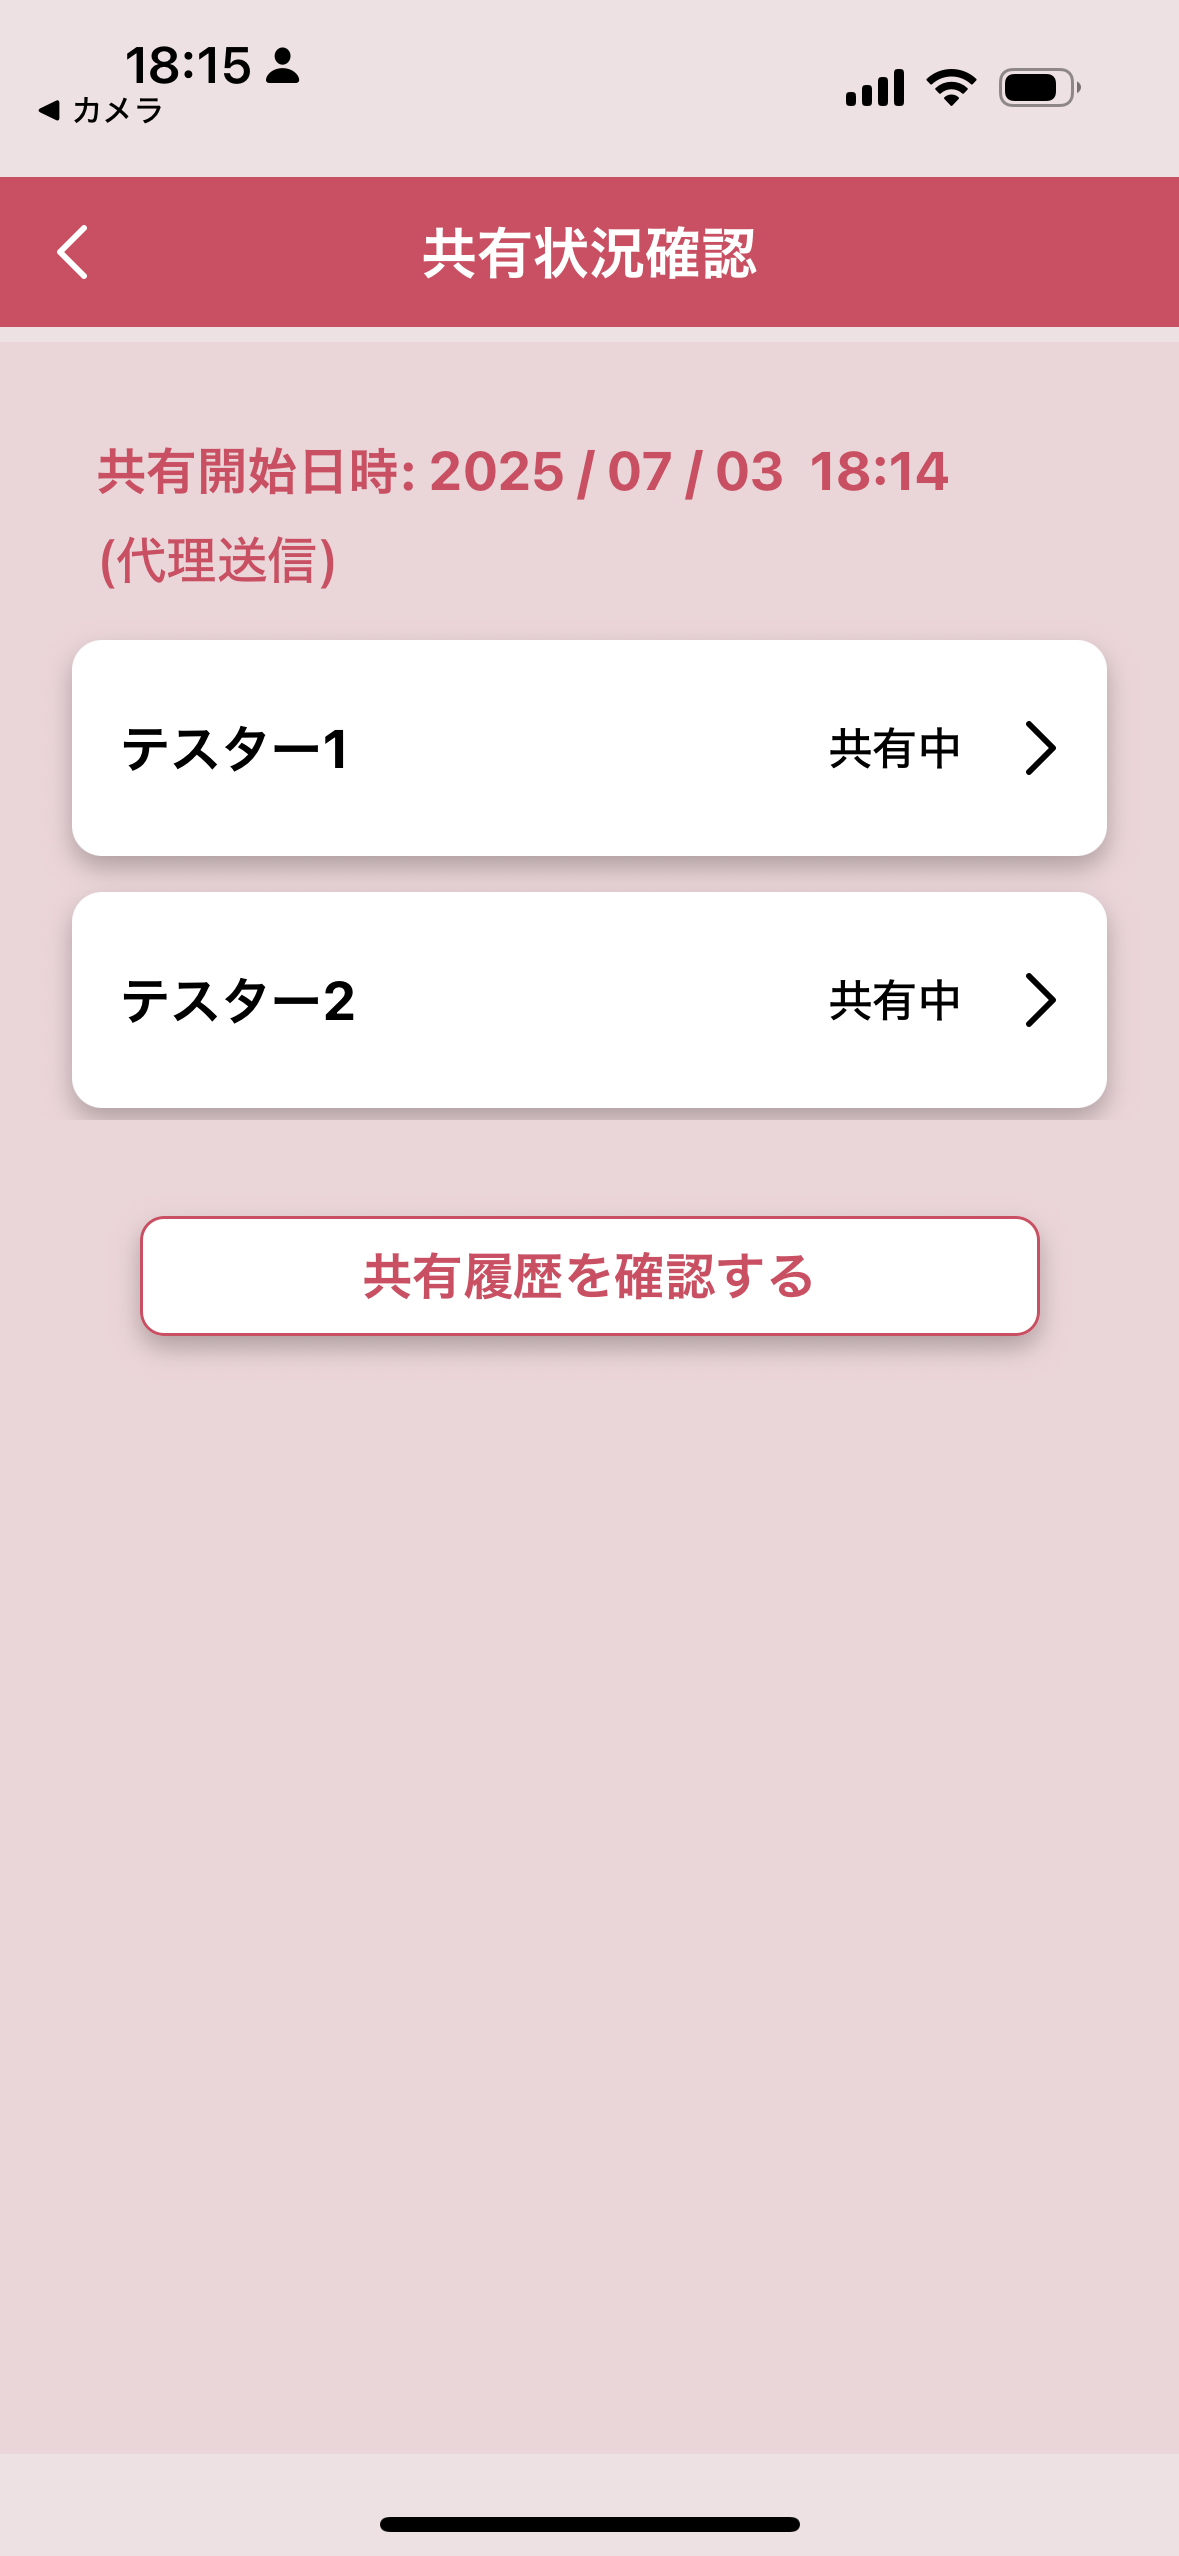 18:15
カメラ
共有状況確認
共有開始日時: 2025 / 07 / 03 18:14
(代理送信)
テスター1 共有中
テスター2 共有中
共有履歴を確認する